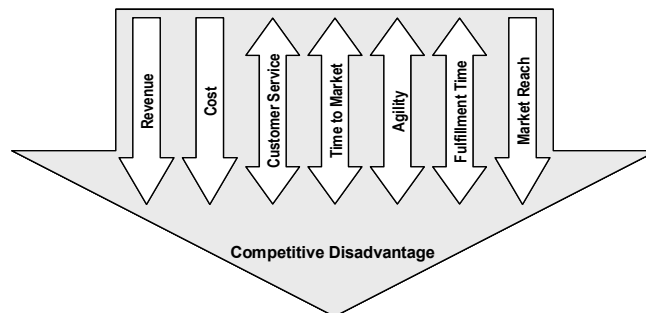 Revenue
Cost
Customer Service
Time to Market
Agility
Fulfillment Time
Market Reach
Competitive Disadvantage